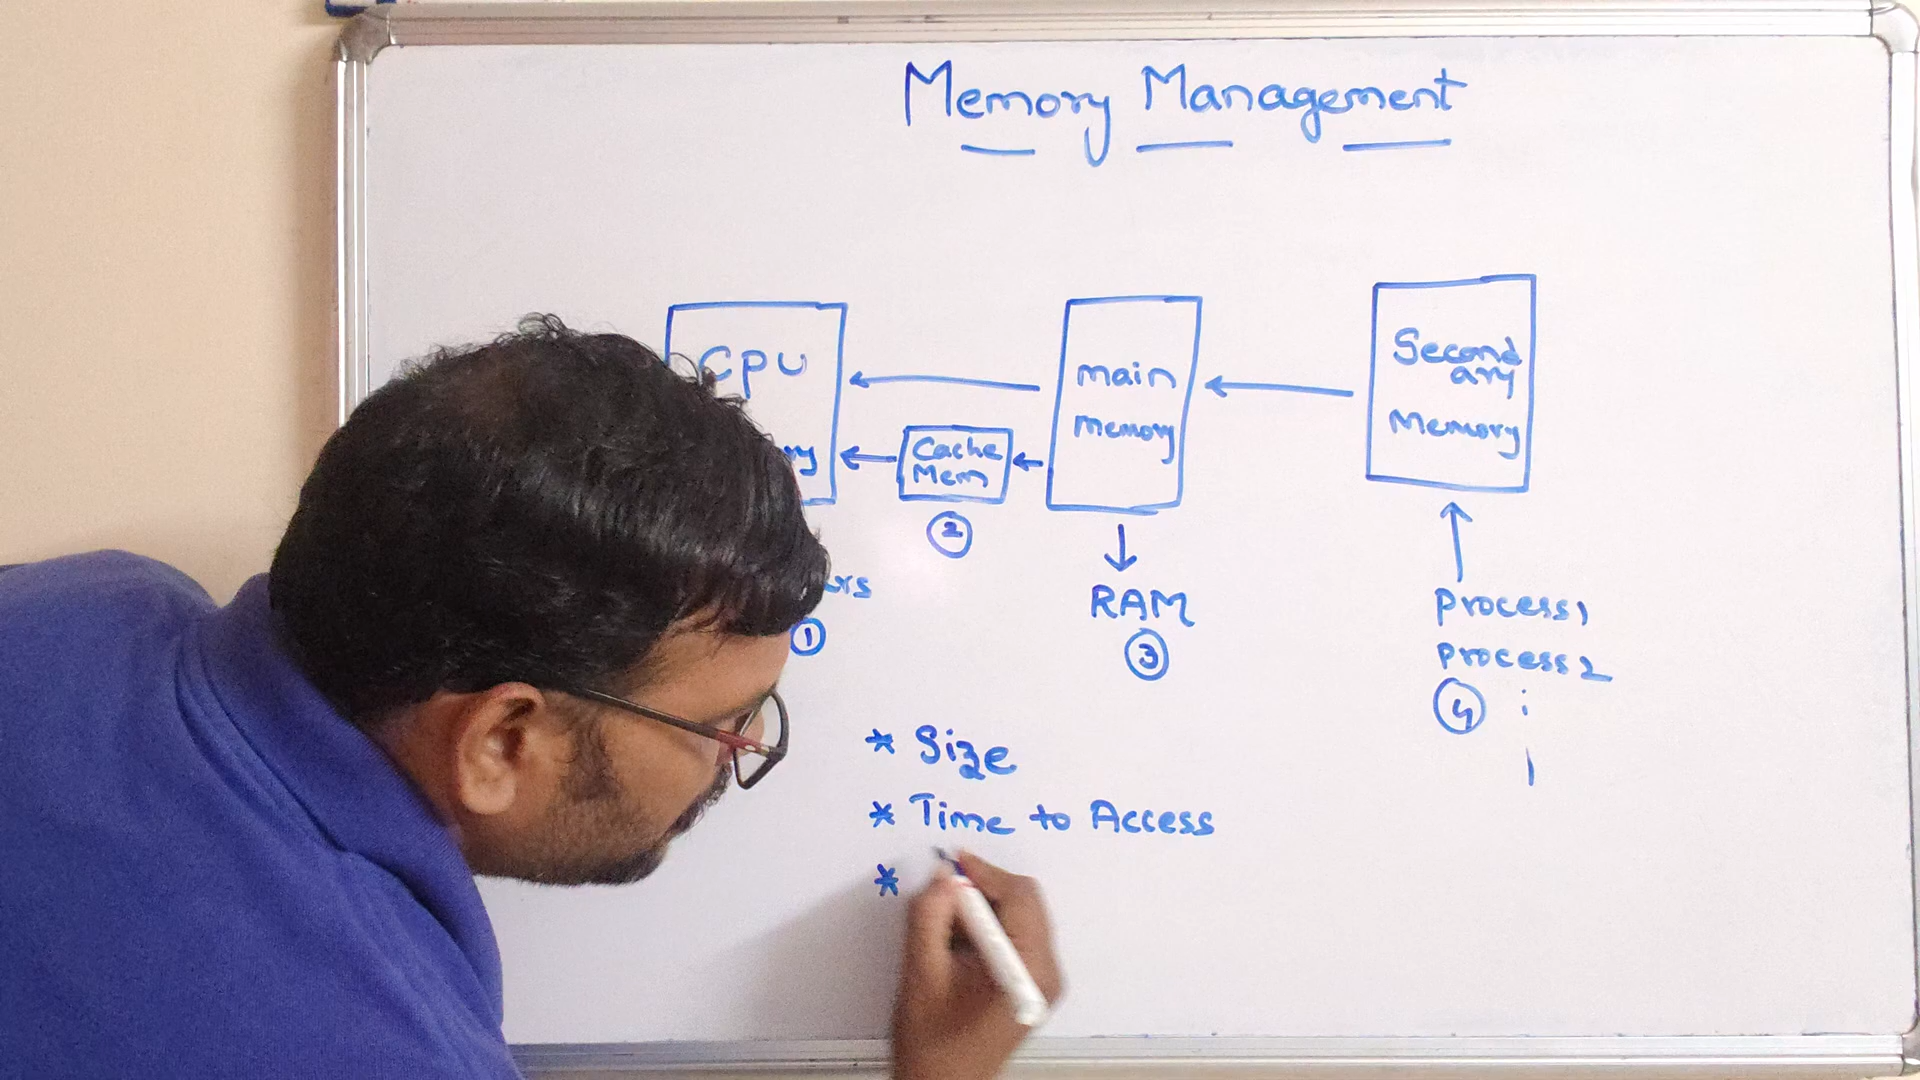 Memory Management
CPU
Cache
Mem
2
main
memory
RAM
3
Second
ary
Memory
Process1
Process2
4
1
* Size
* Time to Access
*